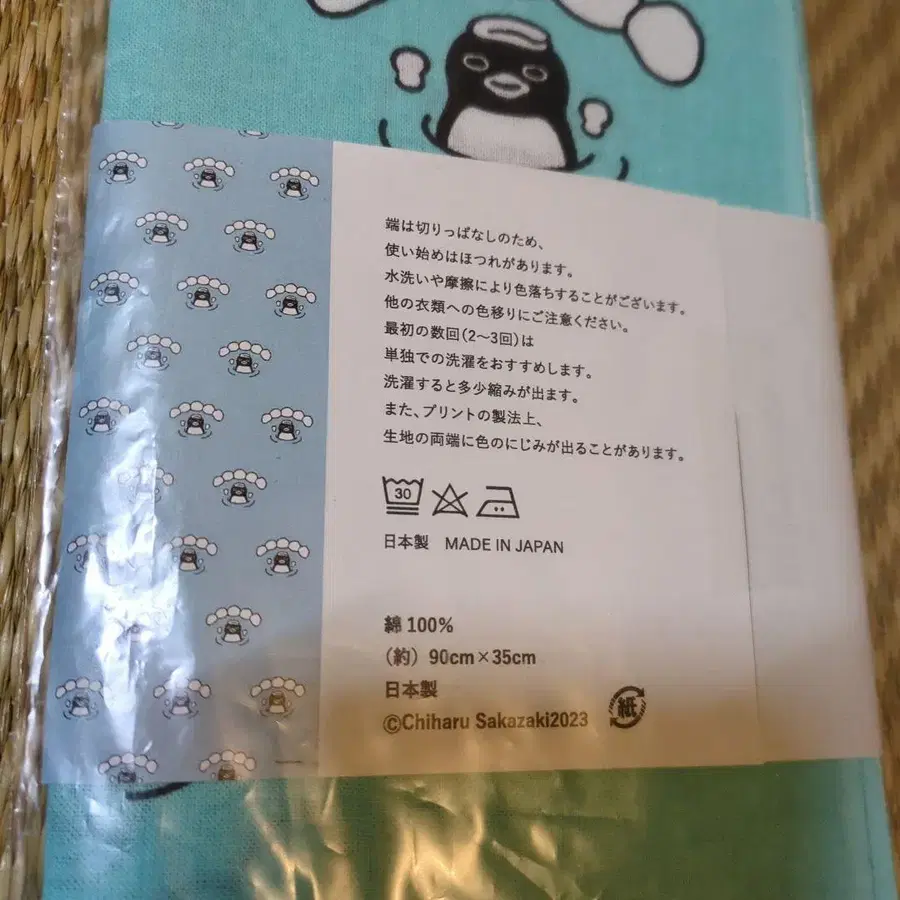 端は切りっぱなしのため、
使い始めはほつれがあります。
水洗いや摩擦により色落ちすることがございます。
他の衣類への色移りにご注意ください。
最初の数回(2〜3回)は
単独での洗濯をおすすめします。
洗濯すると多少縮みが出ます。
また、プリントの製法上、
生地の両端に色のにじみが出ることがあります。
30
日本製 MADE IN JAPAN
綿100%
(約) 90cm×35cm
日本製
©Chiharu Sakazaki2023
紙